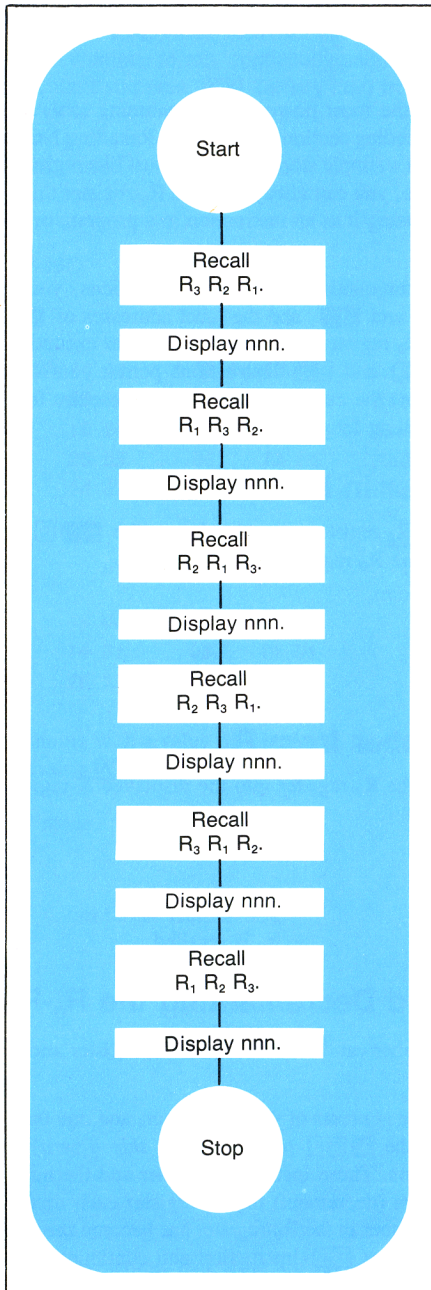 Start
Recall
R₃ R₂ R₁.
Display nnn.
Recall
R₁ R₃ R₂.
Display nnn.
Recall
R₂ R₁ R₃.
Display nnn.
Recall
R₂ R₃ R₁.
Display nnn.
Recall
R₃ R₁ R₂.
Display nnn.
Recall
R₁ R₂ R₃.
Display nnn.
Stop